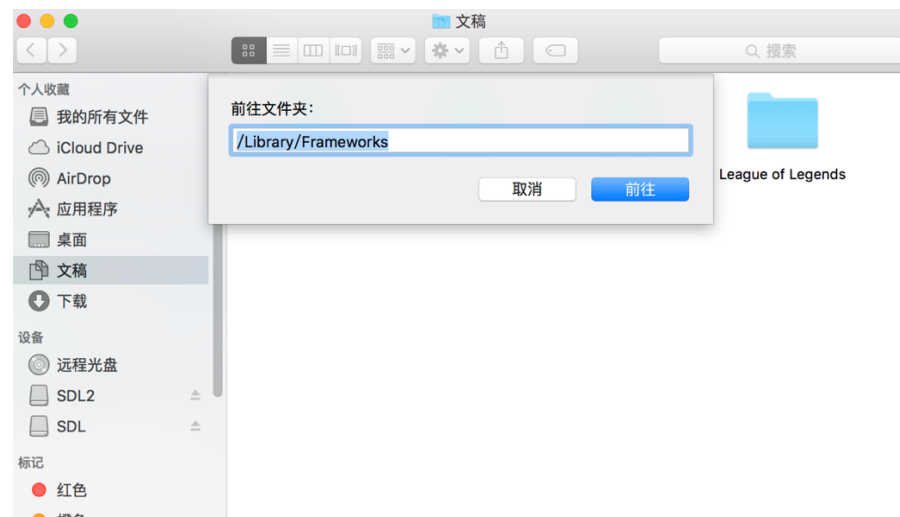 文稿
搜索
个人收藏
我的所有文件
iCloud Drive
AirDrop
应用程序
桌面
文稿
下载
设备
远程光盘
SDL2
SDL
标记
红色
前往文件夹：
/Library/Frameworks
取消
前往
League of Legends